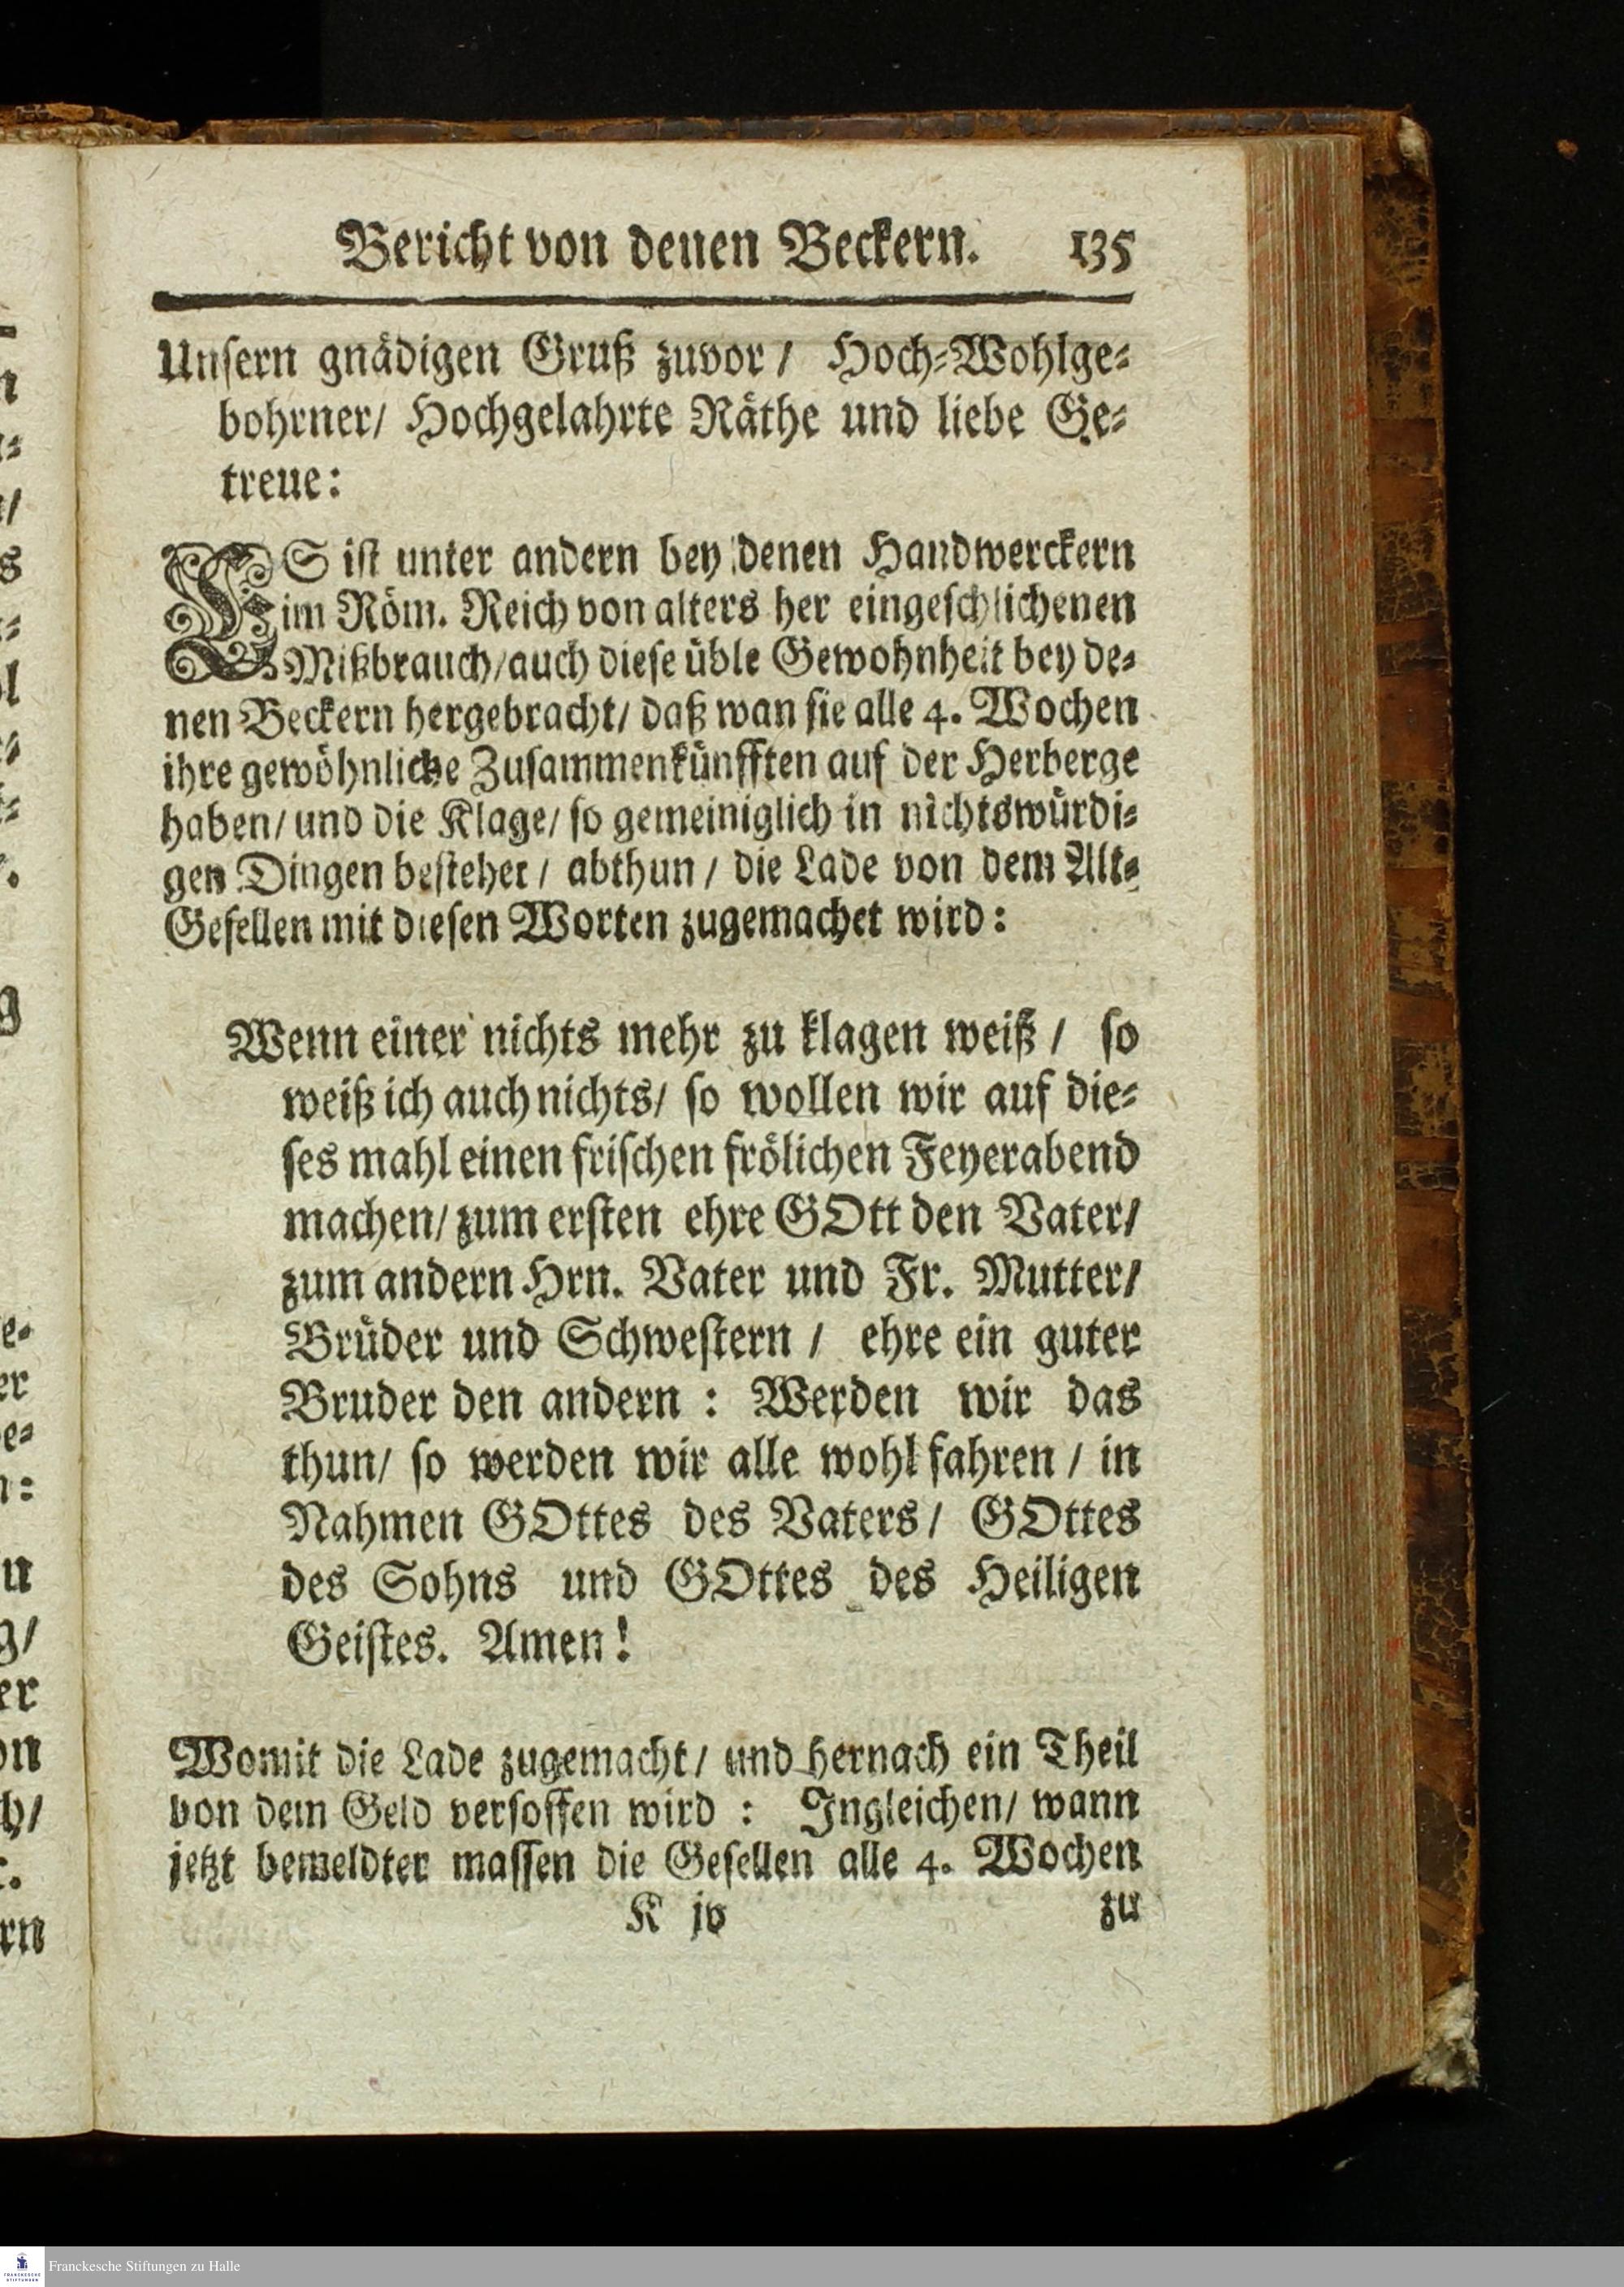 Bericht von denen Beckern. 135
Unsern gnädigen Gruß zuvor / Hoch-Wohlge-
bohrner/ Hochgelahrte Räthe und liebe Ge-
treue:
ES ist unter andern bey denen Handwerckern
im Röm. Reich von alters her eingeschlichenen
Mißbrauch/auch diese üble Gewohnheit bey de-
nen Beckern hergebracht/ daß wan sie alle 4. Wochen
ihre gewöhnliche Zusammenkünfften auf der Herberge
haben/ und die Klage/ so gemeiniglich in nichtswürdi-
gen Dingen bestehet / abthun / die Lade von dem Alt-
Gesellen mit diesen Worten zugemachet wird:
Wenn einer nichts mehr zu klagen weiß / so
weiß ich auch nichts/ so wollen wir auf die-
ses mahl einen frischen frölichen Feyerabend
machen/ zum ersten ehre GOtt den Vater/
zum andern Hrn. Vater und Fr. Mutter/
Brüder und Schwestern / ehre ein guter
Bruder den andern : Werden wir das
thun/ so werden wir alle wohl fahren / in
Nahmen GOttes des Vaters/ GOttes
des Sohns und GOttes des Heiligen
Geistes. Amen!
Womit die Lade zugemacht/ und hernach ein Theil
von dem Geld versoffen wird : Ingleichen/ wann
jetzt bemeldter massen die Gesellen alle 4. Wochen
K iv zu
Franckesche Stiftungen zu Halle